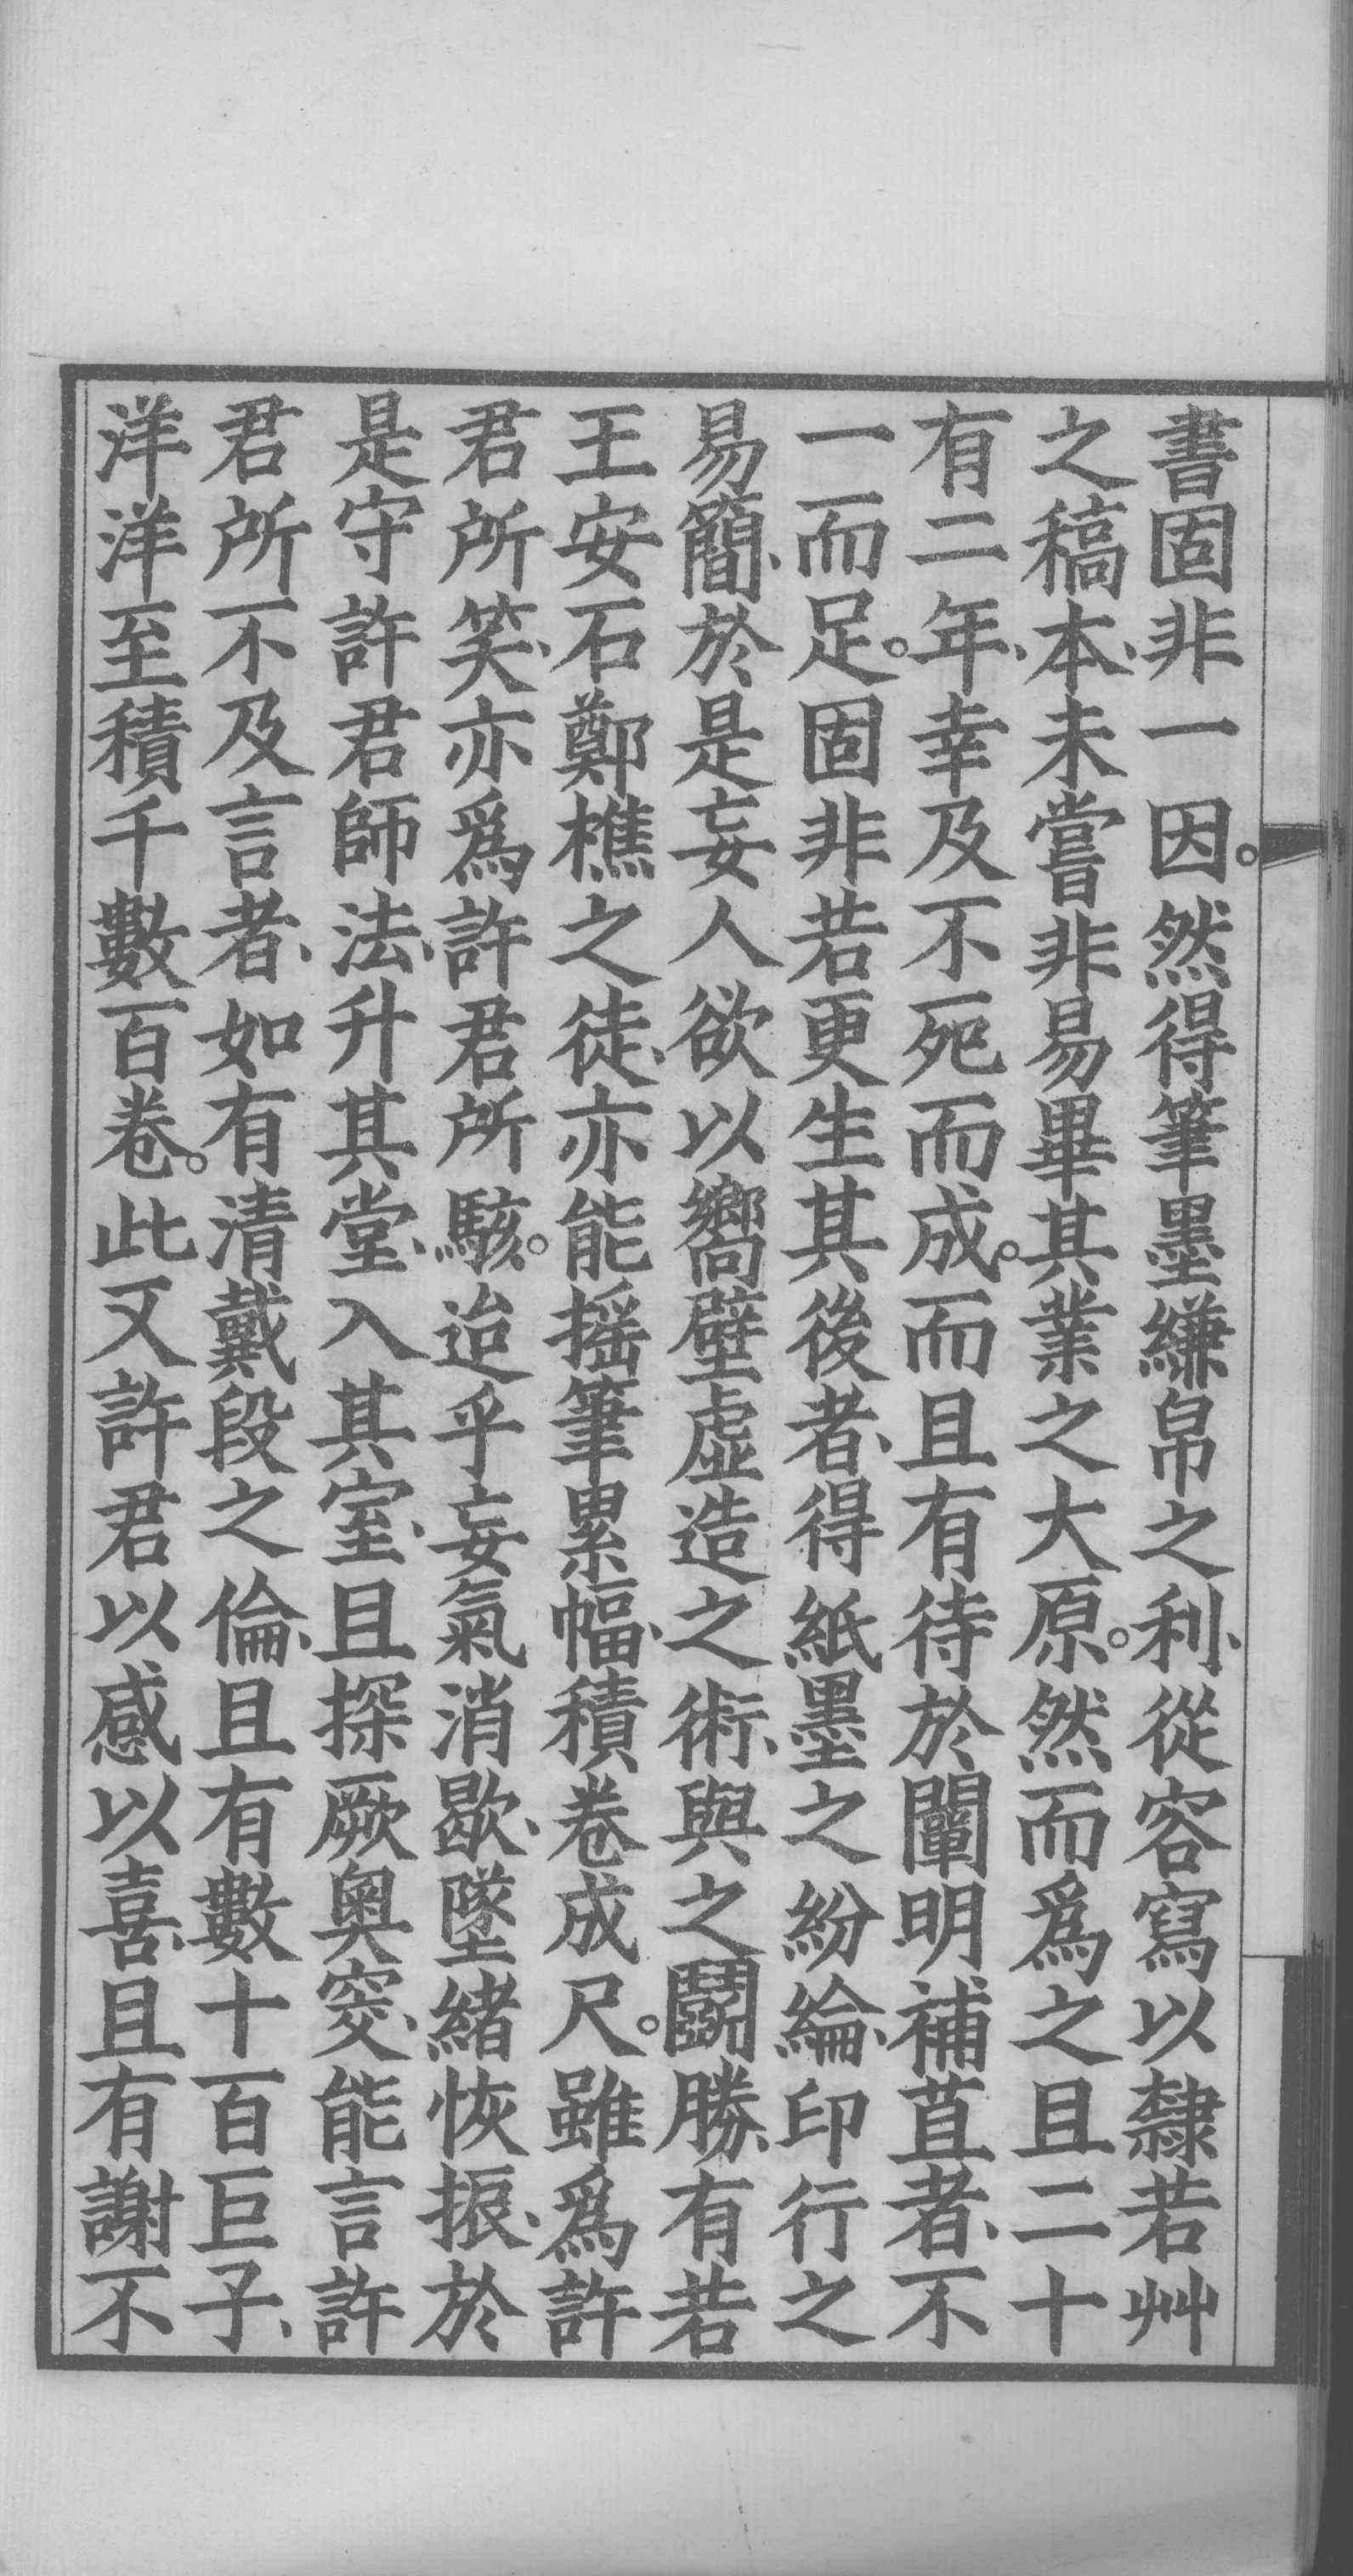 書固非一因。然得筆墨縑帛之利、從容寫以隸若艸
之稿本、未嘗非易畢其業之大原。然而爲之且二十
有二年、幸及不死而成。而且有待於闡明補苴者、不
一而足。固非若更生其後者、得紙墨之紛綸、印行之
易簡、於是妄人欲以嚮壁虛造之術、與之鬭勝、有若
王安石鄭樵之徒、亦能搖筆累幅、積卷成尺。雖爲許
君所笑、亦爲許君所駭。迨乎妄氣消歇、墜緒恢振、於
是守許君師法、升其堂、入其室、且探厥奧窔、能言許
君所不及言者、如有清戴段之倫、且有數十百巨子、
洋洋至積千數百卷。此又許君以感以喜、且有謝不